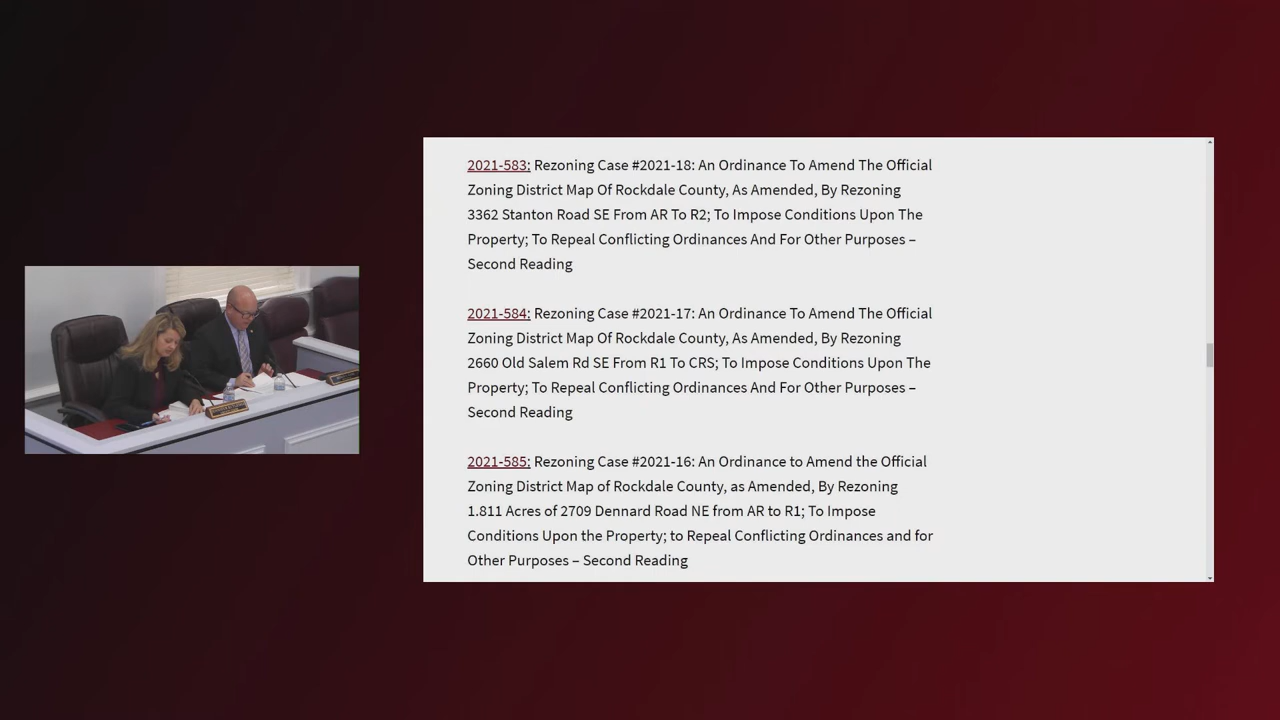 2021-583: Rezoning Case #2021-18: An Ordinance To Amend The Official
Zoning District Map Of Rockdale County, As Amended, By Rezoning
3362 Stanton Road SE From AR To R2; To Impose Conditions Upon The
Property; To Repeal Conflicting Ordinances And For Other Purposes –
Second Reading
2021-584: Rezoning Case #2021-17: An Ordinance To Amend The Official
Zoning District Map Of Rockdale County, As Amended, By Rezoning
2660 Old Salem Rd SE From R1 To CRS; To Impose Conditions Upon The
Property; To Repeal Conflicting Ordinances And For Other Purposes –
Second Reading
2021-585: Rezoning Case #2021-16: An Ordinance to Amend the Official
Zoning District Map of Rockdale County, as Amended, By Rezoning
1.811 Acres of 2709 Dennard Road NE from AR to R1; To Impose
Conditions Upon the Property; to Repeal Conflicting Ordinances and for
Other Purposes – Second Reading